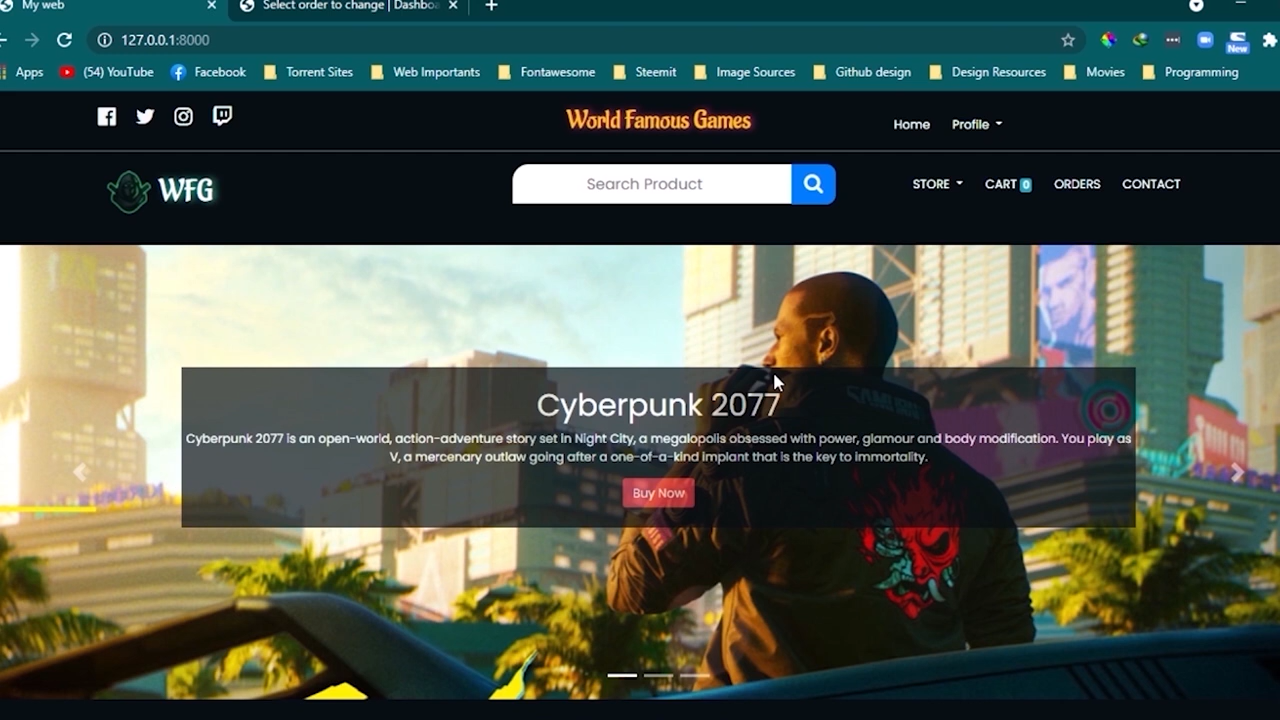 My web
Select order to change | Dashboa
127.0.0.1:8000
New
Apps
(54) YouTube
Facebook
Torrent Sites
Web Importants
Fontawesome
Steemit
Image Sources
Github design
Design Resources
Movies
Programming
World Famous Games
Home
Profile
WFG
Search Product
STORE
CART 0
ORDERS
CONTACT
SAMURAI
Cyberpunk 2077
Cyberpunk 2077 is an open-world, action-adventure story set in Night City, a megalopolis obsessed with power, glamour and body modification. You play as
V, a mercenary outlaw going after a one-of-a-kind implant that is the key to immortality.
Buy Now